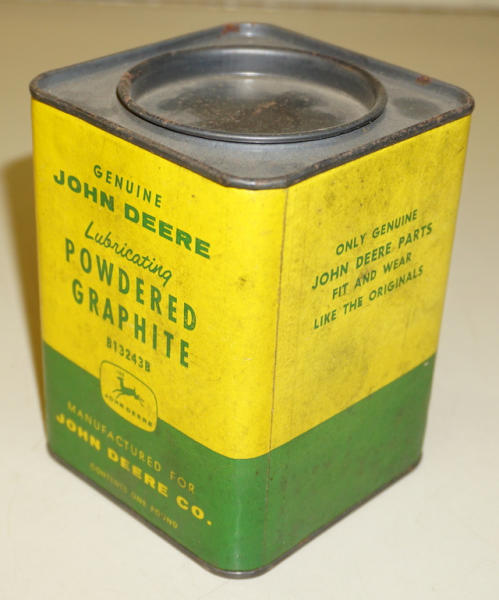 GENUINE
JOHN DEERE
Lubricating
POWDERED
GRAPHITE
B13243B
JOHN DEERE
MANUFACTURED FOR
JOHN DEERE CO.
CONTENTS ONE POUND
ONLY GENUINE
JOHN DEERE PARTS
FIT AND WEAR
LIKE THE ORIGINALS